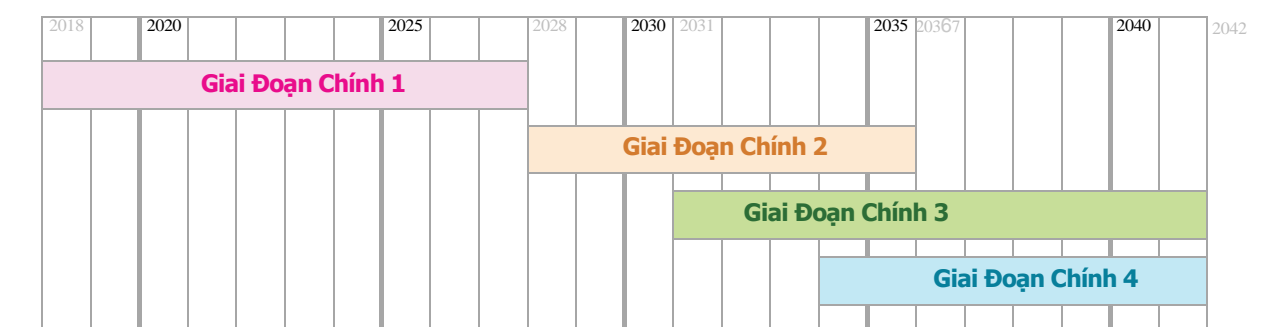 2018 2020 2025 2028 2030 2031 2035 20367 2040 2042
Giai Đoạn Chính 1
Giai Đoạn Chính 2
Giai Đoạn Chính 3
Giai Đoạn Chính 4